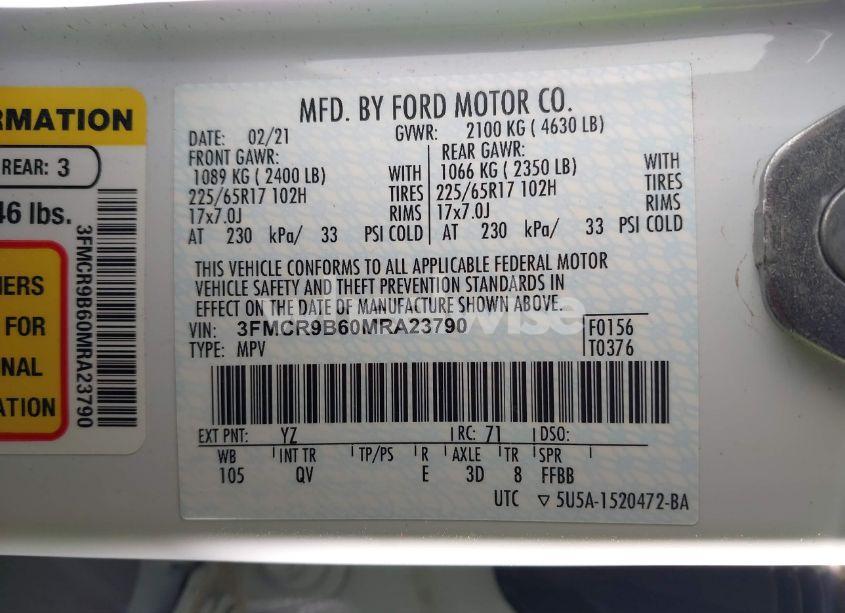 RMATION
REAR: 3
46 lbs.
NERS
FOR
NAL
ATION
3FMCR9B60MRA23790
MFD. BY FORD MOTOR CO.
DATE: 02/21 GVWR: 2100 KG ( 4630 LB)
FRONT GAWR: REAR GAWR:
1089 KG ( 2400 LB) WITH 1066 KG ( 2350 LB) WITH
225/65R17 102H TIRES 225/65R17 102H TIRES
17x7.0J RIMS 17x7.0J RIMS
AT 230 kPa/ 33 PSI COLD AT 230 kPa/ 33 PSI COLD
THIS VEHICLE CONFORMS TO ALL APPLICABLE FEDERAL MOTOR
VEHICLE SAFETY AND THEFT PREVENTION STANDARDS IN
EFFECT ON THE DATE OF MANUFACTURE SHOWN ABOVE.
VIN: 3FMCR9B60MRA23790 F0156
TYPE: MPV T0376
EXT PNT: YZ RC: 71 DSO:
WB INT TR TP/PS R AXLE TR SPR
105 QV E 3D 8 FFBB
UTC ▽ 5U5A-1520472-BA